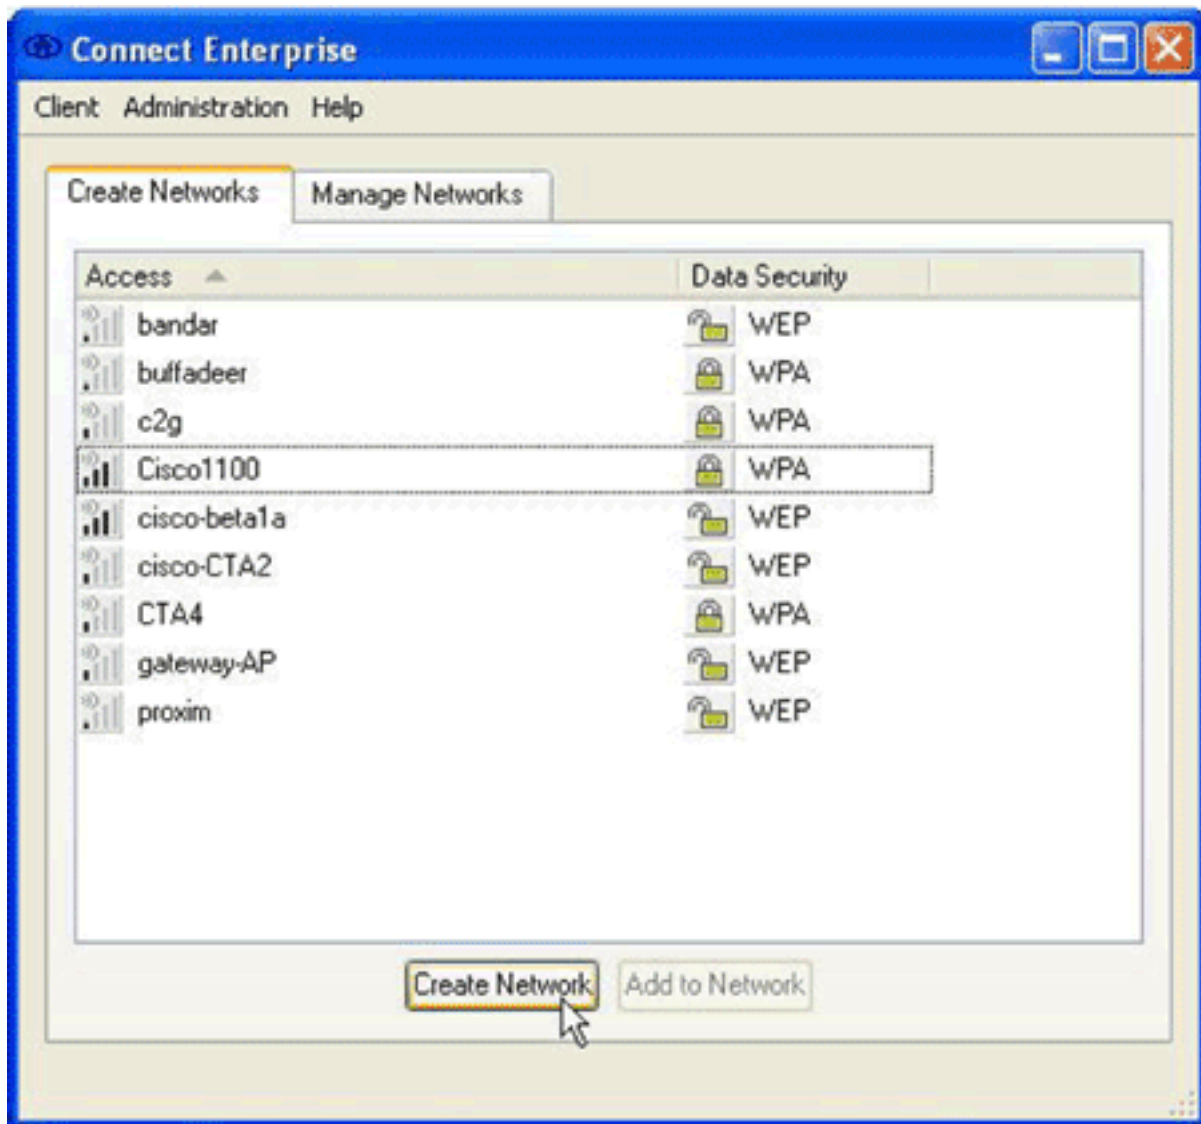 Connect Enterprise
Client Administration Help
Create Networks Manage Networks
Access Data Security
bandar WEP
buffadeer WPA
c2g WPA
Cisco1100 WPA
cisco-beta1a WEP
cisco-CTA2 WEP
CTA4 WPA
gateway-AP WEP
proxim WEP
Create Network Add to Network